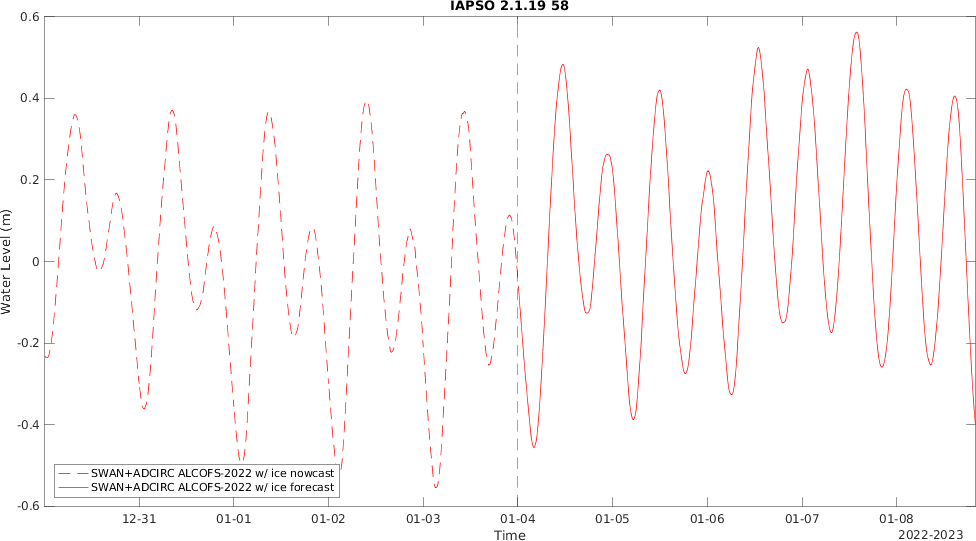 IAPSO 2.1.19 58
0.6
0.4
0.2
0
-0.2
-0.4
-0.6
Water Level (m)
SWAN+ADCIRC ALCOFS-2022 w/ ice nowcast
SWAN+ADCIRC ALCOFS-2022 w/ ice forecast
12-31 01-01 01-02 01-03 01-04 01-05 01-06 01-07 01-08
Time
2022-2023